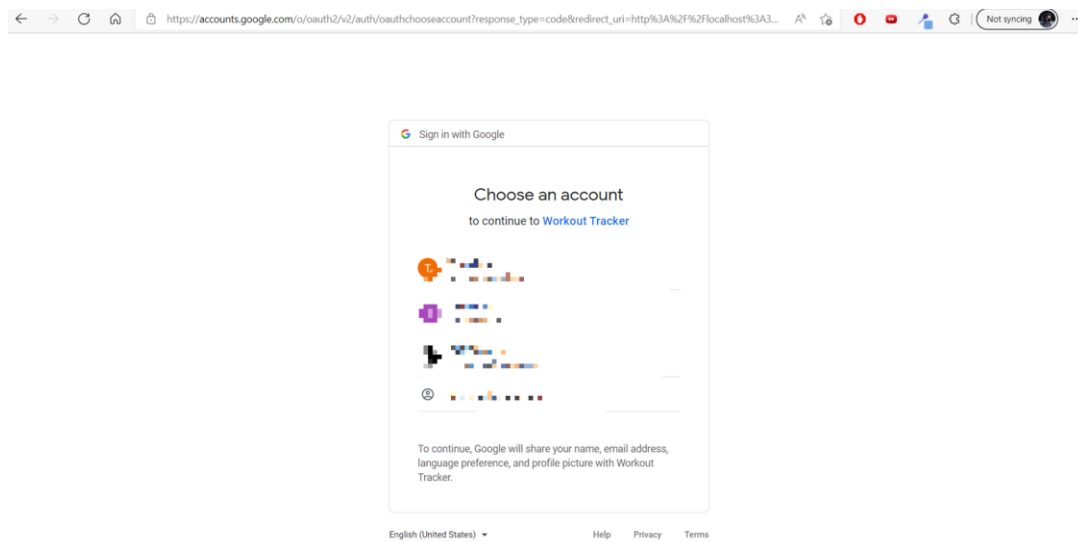 https://accounts.google.com/o/oauth2/v2/auth/oauthchooseaccount?response_type=code&redirect_uri=http%3A%2F%2Flocalhost%3A3...
Not syncing
Sign in with Google
Choose an account
to continue to Workout Tracker
To continue, Google will share your name, email address,
language preference, and profile picture with Workout
Tracker.
English (United States)
Help Privacy Terms